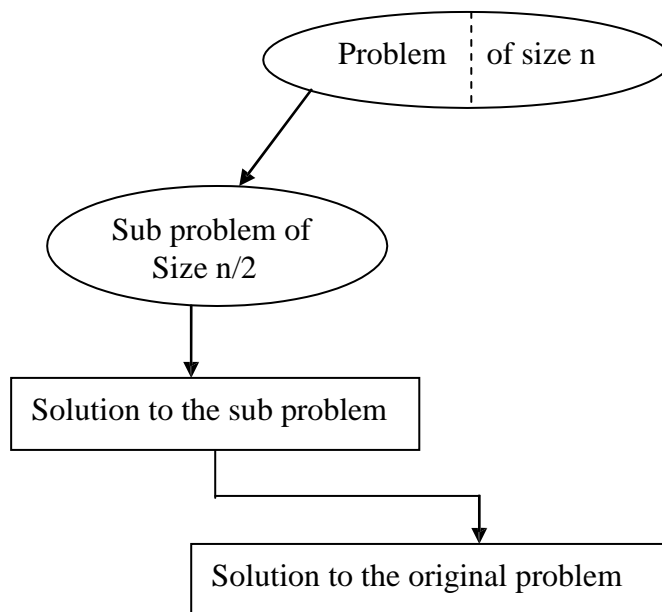 Problem of size n
Sub problem of
Size n/2
Solution to the sub problem
Solution to the original problem